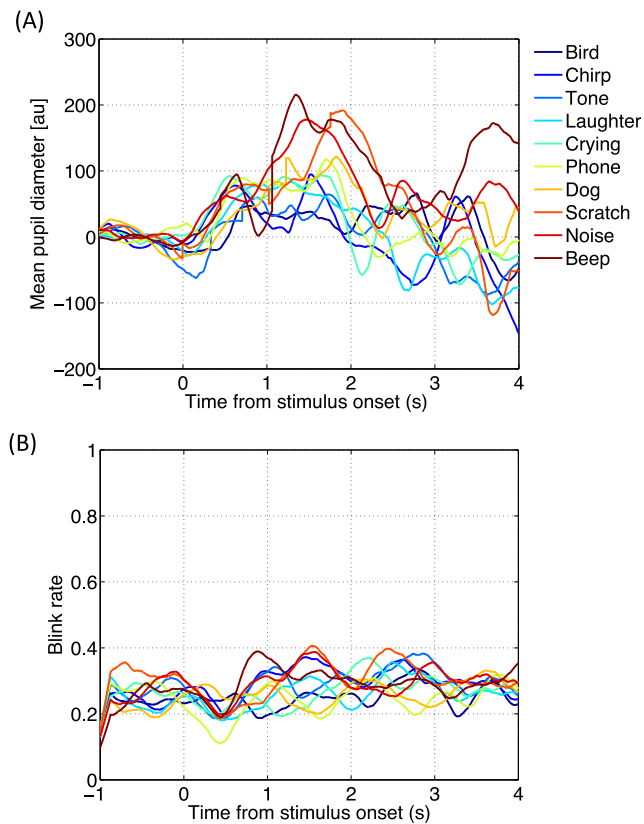 (A)
300
200
100
0
−100
−200
Mean pupil diameter [au]
−1 0 1 2 3 4
Time from stimulus onset (s)
Bird
Chirp
Tone
Laughter
Crying
Phone
Dog
Scratch
Noise
Beep
(B)
1
0.8
0.6
0.4
0.2
0
Blink rate
−1 0 1 2 3 4
Time from stimulus onset (s)